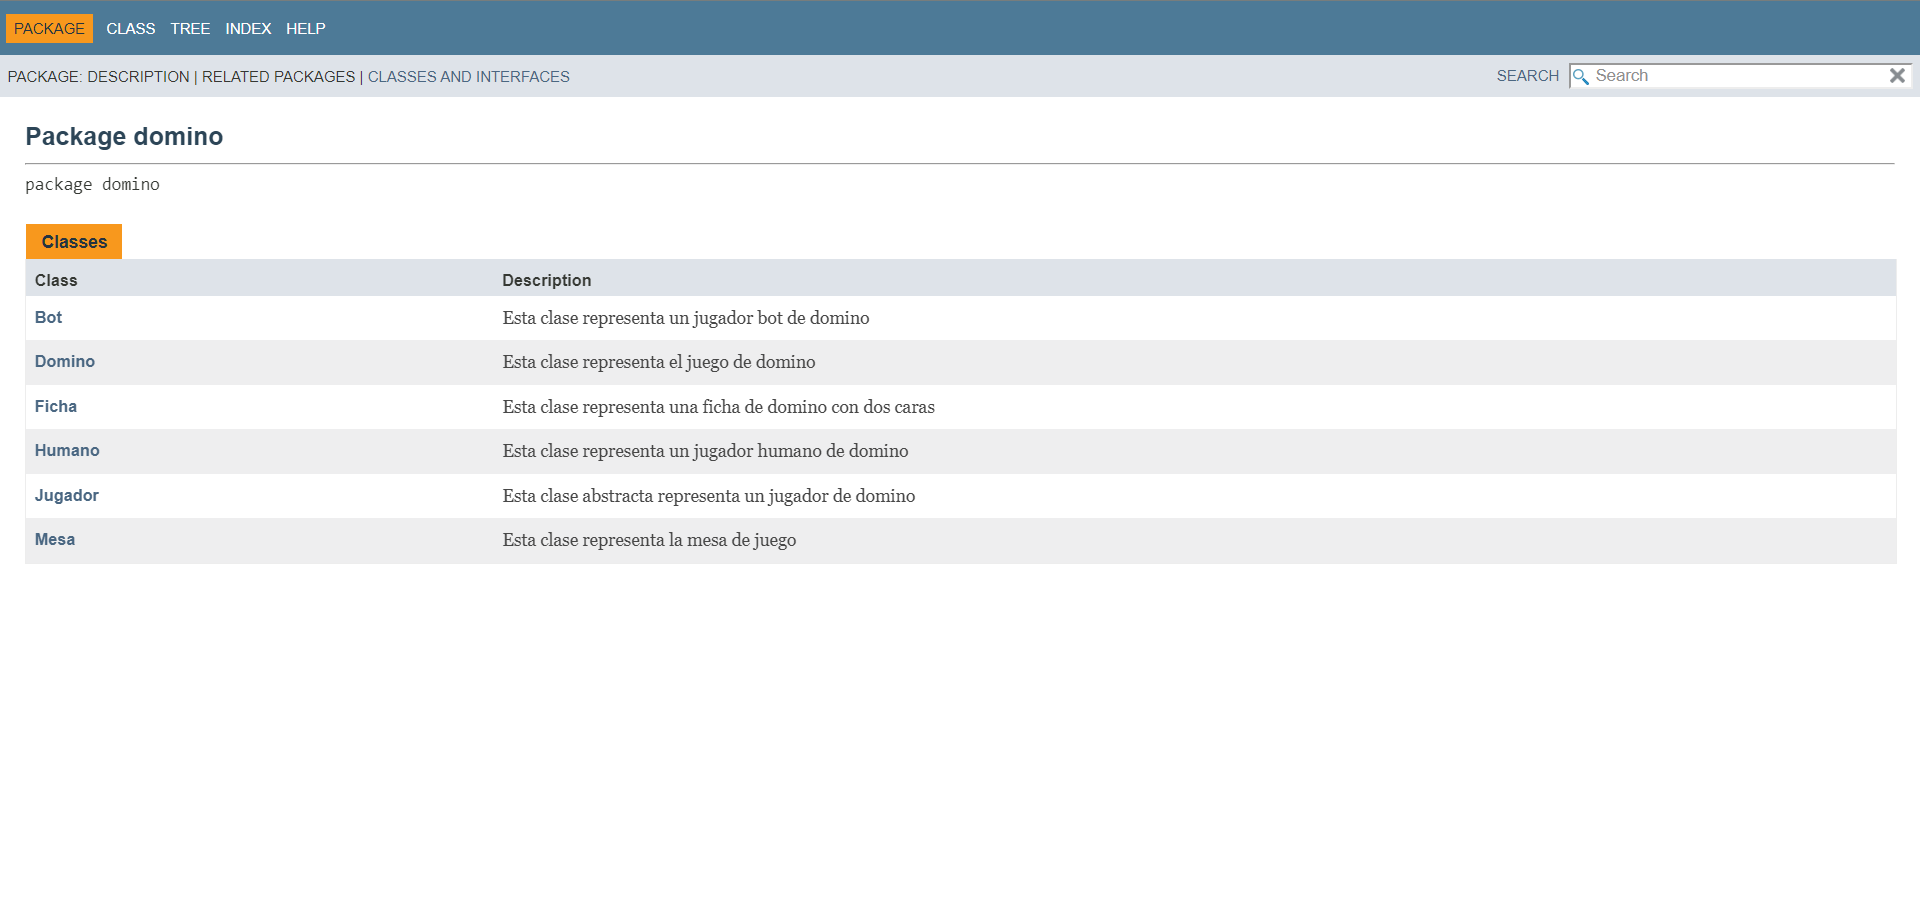 PACKAGE CLASS TREE INDEX HELP
PACKAGE: DESCRIPTION | RELATED PACKAGES | CLASSES AND INTERFACES SEARCH Search
Package domino
package domino
Classes
Class Description
Bot Esta clase representa un jugador bot de domino
Domino Esta clase representa el juego de domino
Ficha Esta clase representa una ficha de domino con dos caras
Humano Esta clase representa un jugador humano de domino
Jugador Esta clase abstracta representa un jugador de domino
Mesa Esta clase representa la mesa de juego